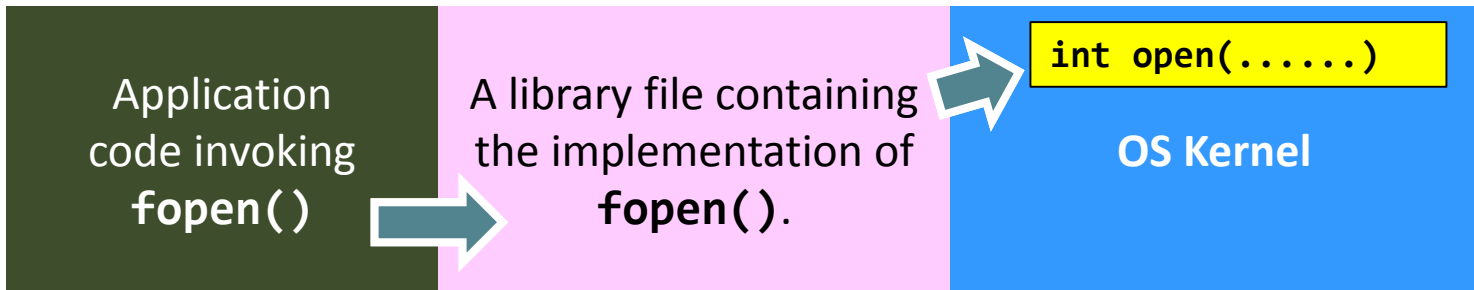 Application
code invoking
fopen()
A library file containing
the implementation of
fopen().
int open(......)
OS Kernel